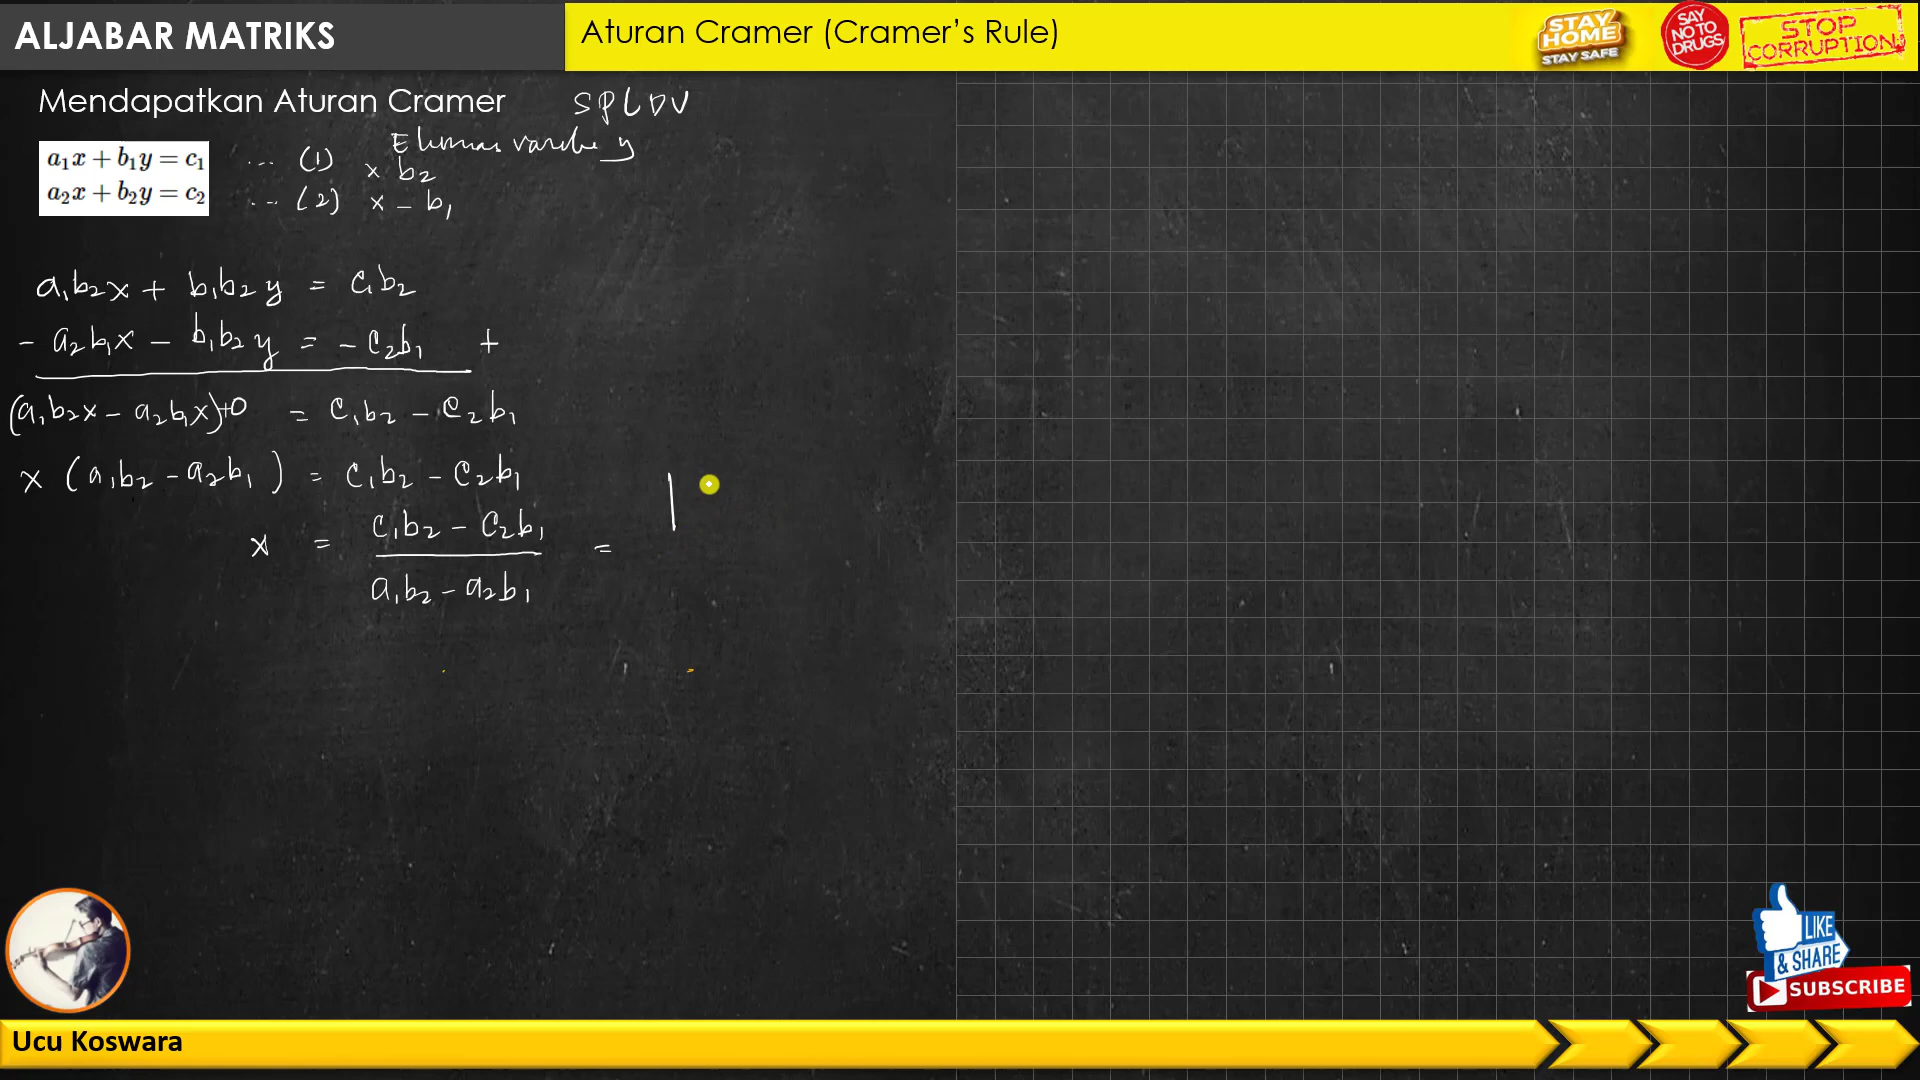 ALJABAR MATRIKS
Aturan Cramer (Cramer's Rule)
STAY HOME STAY SAFE
SAY NO TO DRUGS
STOP CORRUPTION
Mendapatkan Aturan Cramer SPLDV
y
a₁x + b₁y = c₁ ... (1) x b₂
a₂x + b₂y = c₂ ... (2) x - b₁
a₁b₂x + b₁b₂y = c₁b₂
- a₂b₁x - b₁b₂y = - c₂b₁ +
(a₁b₂x - a₂b₁x)+0 = c₁b₂ - c₂b₁
x (a₁b₂ - a₂b₁) = c₁b₂ - c₂b₁
x = \frac{c₁b₂ - c₂b₁}{a₁b₂ - a₂b₁} = |
LIKE & SHARE
SUBSCRIBE
Ucu Koswara